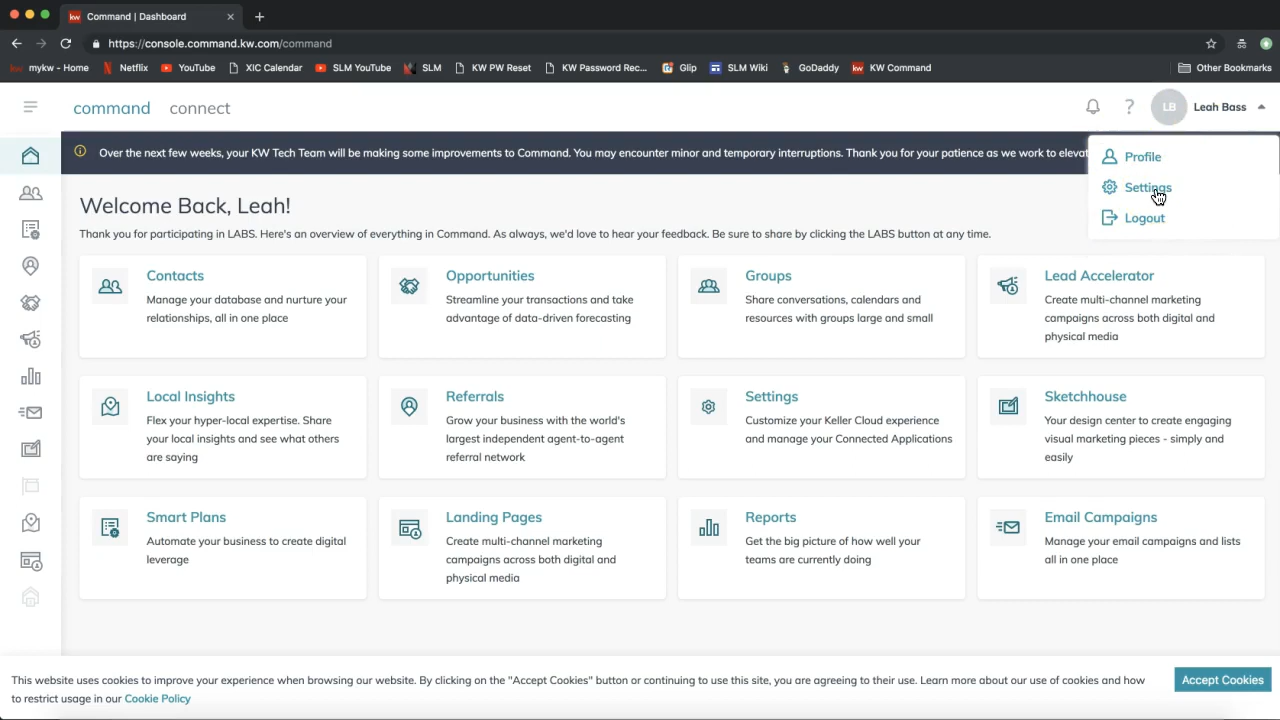 kw Command | Dashboard
https://console.command.kw.com/command
mykw - Home Netflix YouTube XIC Calendar SLM YouTube SLM KW PW Reset KW Password Rec... Glip SLM Wiki GoDaddy kw KW Command Other Bookmarks
command connect
? LB Leah Bass
Over the next few weeks, your KW Tech Team will be making some improvements to Command. You may encounter minor and temporary interruptions. Thank you for your patience as we work to elevat
Profile
Settings
Logout
Welcome Back, Leah!
Thank you for participating in LABS. Here's an overview of everything in Command. As always, we'd love to hear your feedback. Be sure to share by clicking the LABS button at any time.
Contacts
Manage your database and nurture your
relationships, all in one place
Opportunities
Streamline your transactions and take
advantage of data-driven forecasting
Groups
Share conversations, calendars and
resources with groups large and small
Lead Accelerator
Create multi-channel marketing
campaigns across both digital and
physical media
Local Insights
Flex your hyper-local expertise. Share
your local insights and see what others
are saying
Referrals
Grow your business with the world's
largest independent agent-to-agent
referral network
Settings
Customize your Keller Cloud experience
and manage your Connected Applications
Sketchhouse
Your design center to create engaging
visual marketing pieces - simply and
easily
Smart Plans
Automate your business to create digital
leverage
Landing Pages
Create multi-channel marketing
campaigns across both digital and
physical media
Reports
Get the big picture of how well your
teams are currently doing
Email Campaigns
Manage your email campaigns and lists
all in one place
This website uses cookies to improve your experience when browsing our website. By clicking on the "Accept Cookies" button or continuing to use this site, you are agreeing to their use. Learn more about our use of cookies and how
to restrict usage in our Cookie Policy
Accept Cookies